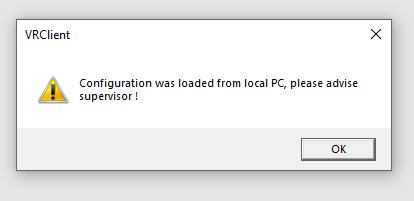 VRClient
Configuration was loaded from local PC, please advise
supervisor !
OK